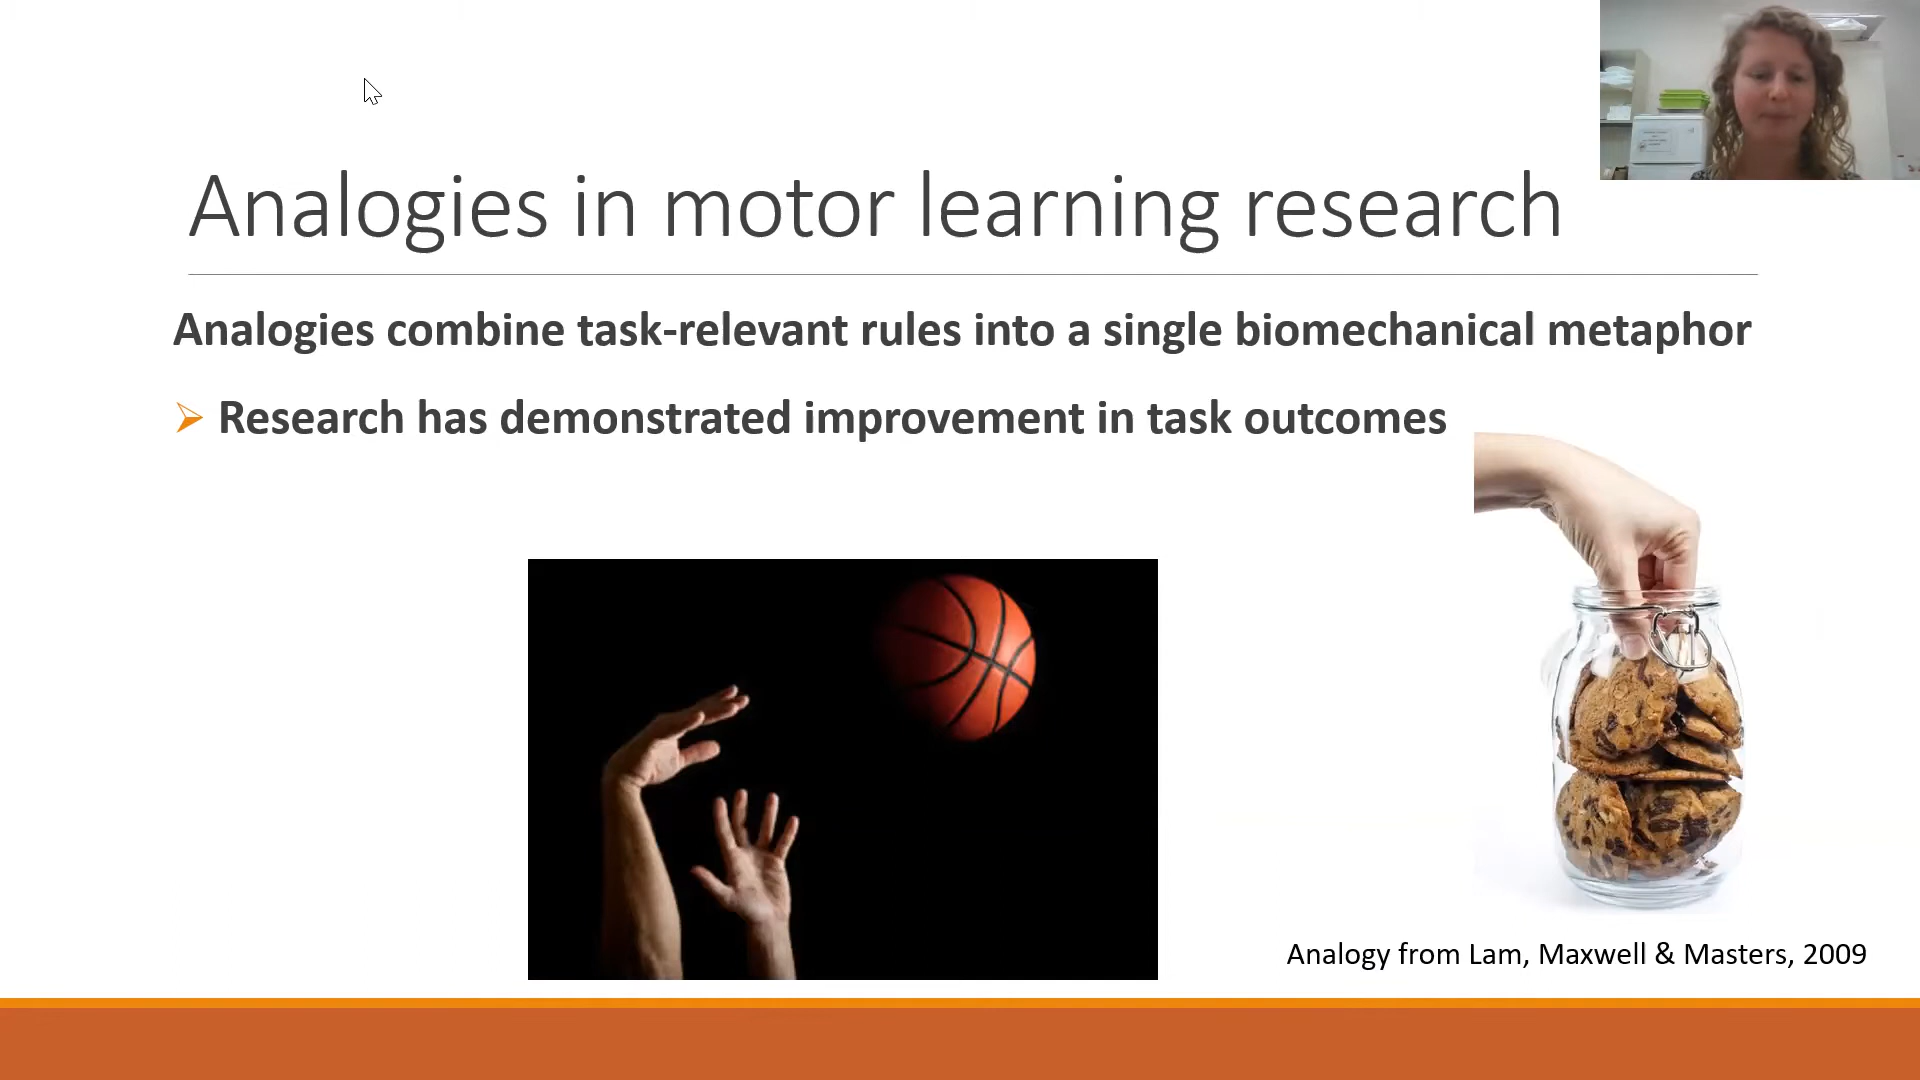 Analogies in motor learning research
Analogies combine task-relevant rules into a single biomechanical metaphor
Research has demonstrated improvement in task outcomes
Analogy from Lam, Maxwell & Masters, 2009